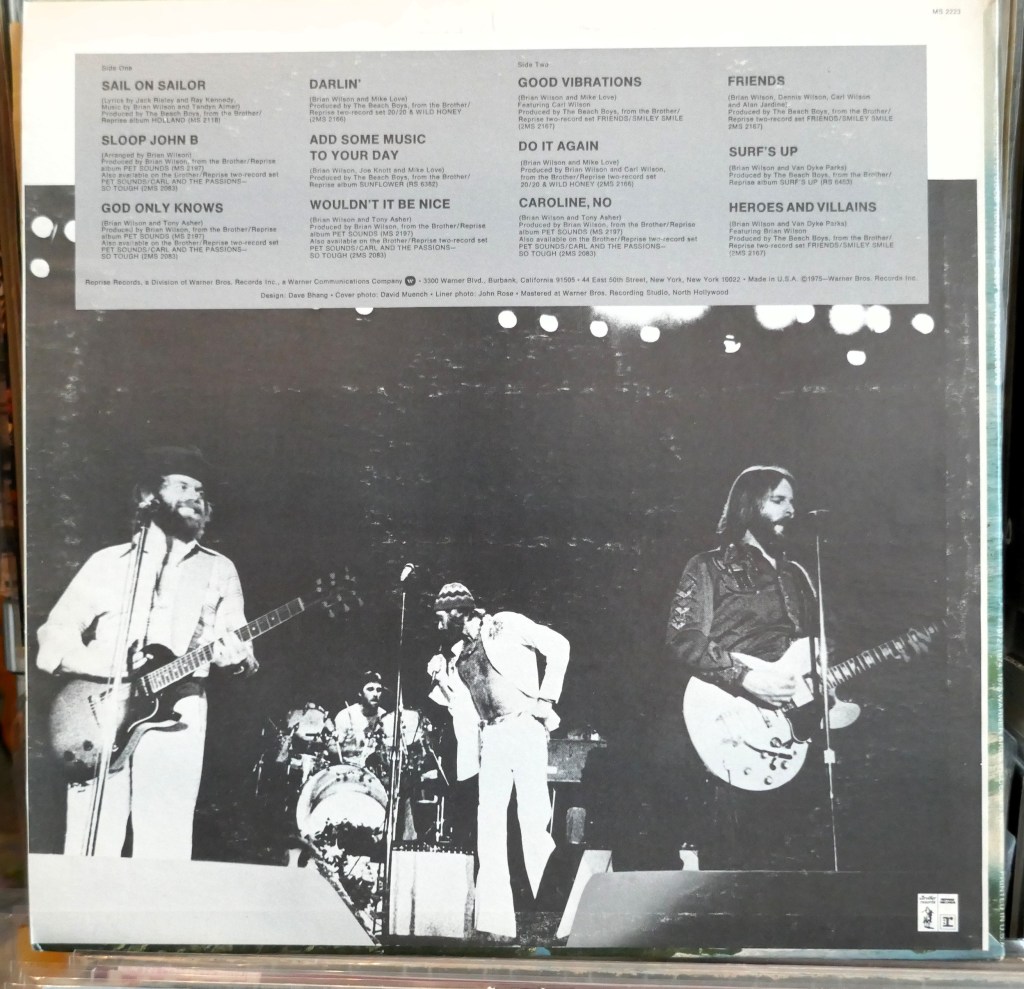 MS 2223
Side One
SAIL ON SAILOR
(Lyrics by Jack Rieley and Ray Kennedy,
Music by Brian Wilson and Tandyn Almer)
Produced by The Beach Boys, from the Brother/
Reprise album HOLLAND (MS 2118)
SLOOP JOHN B
(Arranged by Brian Wilson)
Produced by Brian Wilson, from the Brother/Reprise
album PET SOUNDS (MS 2197)
Also available on the Brother/Reprise two-record set
PET SOUNDS/CARL AND THE PASSIONS—
SO TOUGH (2MS 2083)
GOD ONLY KNOWS
(Brian Wilson and Tony Asher)
Produced by Brian Wilson, from the Brother/Reprise
album PET SOUNDS (MS 2197)
Also available on the Brother/Reprise two-record set
PET SOUNDS/CARL AND THE PASSIONS—
SO TOUGH (2MS 2083)
DARLIN'
(Brian Wilson and Mike Love)
Produced by The Beach Boys, from the Brother/
Reprise two-record set 20/20 & WILD HONEY
(2MS 2166)
ADD SOME MUSIC
TO YOUR DAY
(Brian Wilson, Joe Knott and Mike Love)
Produced by The Beach Boys, from the Brother/
Reprise album SUNFLOWER (RS 6382)
WOULDN'T IT BE NICE
(Brian Wilson and Tony Asher)
Produced by Brian Wilson, from the Brother/Reprise
album PET SOUNDS (MS 2197)
Also available on the Brother/Reprise two-record set
PET SOUNDS/CARL AND THE PASSIONS—
SO TOUGH (2MS 2083)
Side Two
GOOD VIBRATIONS
(Brian Wilson and Mike Love)
Featuring Carl Wilson
Produced by The Beach Boys, from the Brother/
Reprise two-record set FRIENDS/SMILEY SMILE
(2MS 2167)
DO IT AGAIN
(Brian Wilson and Mike Love)
Produced by Brian Wilson and Carl Wilson,
from the Brother/Reprise two-record set
20/20 & WILD HONEY (2MS 2166)
CAROLINE, NO
(Brian Wilson and Tony Asher)
Produced by Brian Wilson, from the Brother/Reprise
album PET SOUNDS (MS 2197)
Also available on the Brother/Reprise two-record set
PET SOUNDS/CARL AND THE PASSIONS—
SO TOUGH (2MS 2083)
FRIENDS
(Brian Wilson, Dennis Wilson, Carl Wilson
and Alan Jardine)
Produced by The Beach Boys, from the Brother/
Reprise two-record set FRIENDS/SMILEY SMILE
2MS 2167)
SURF'S UP
(Brian Wilson and Van Dyke Parks)
Produced by The Beach Boys, from the Brother/
Reprise album SURF'S UP (RS 6453)
HEROES AND VILLAINS
(Brian Wilson and Van Dyke Parks)
Featuring Brian Wilson
Produced by The Beach Boys, from the Brother/
Reprise two-record set FRIENDS/SMILEY SMILE
(2MS 2167)
Reprise Records, a Division of Warner Bros. Records Inc., a Warner Communications Company • 3300 Warner Blvd., Burbank, California 91505 • 44 East 50th Street, New York, New York 10022 • Made in U.S.A. ©1975—Warner Bros. Records Inc.
Design: Dave Bhang • Cover photo: David Muench • Liner photo: John Rose • Mastered at Warner Bros. Recording Studio, North Hollywood